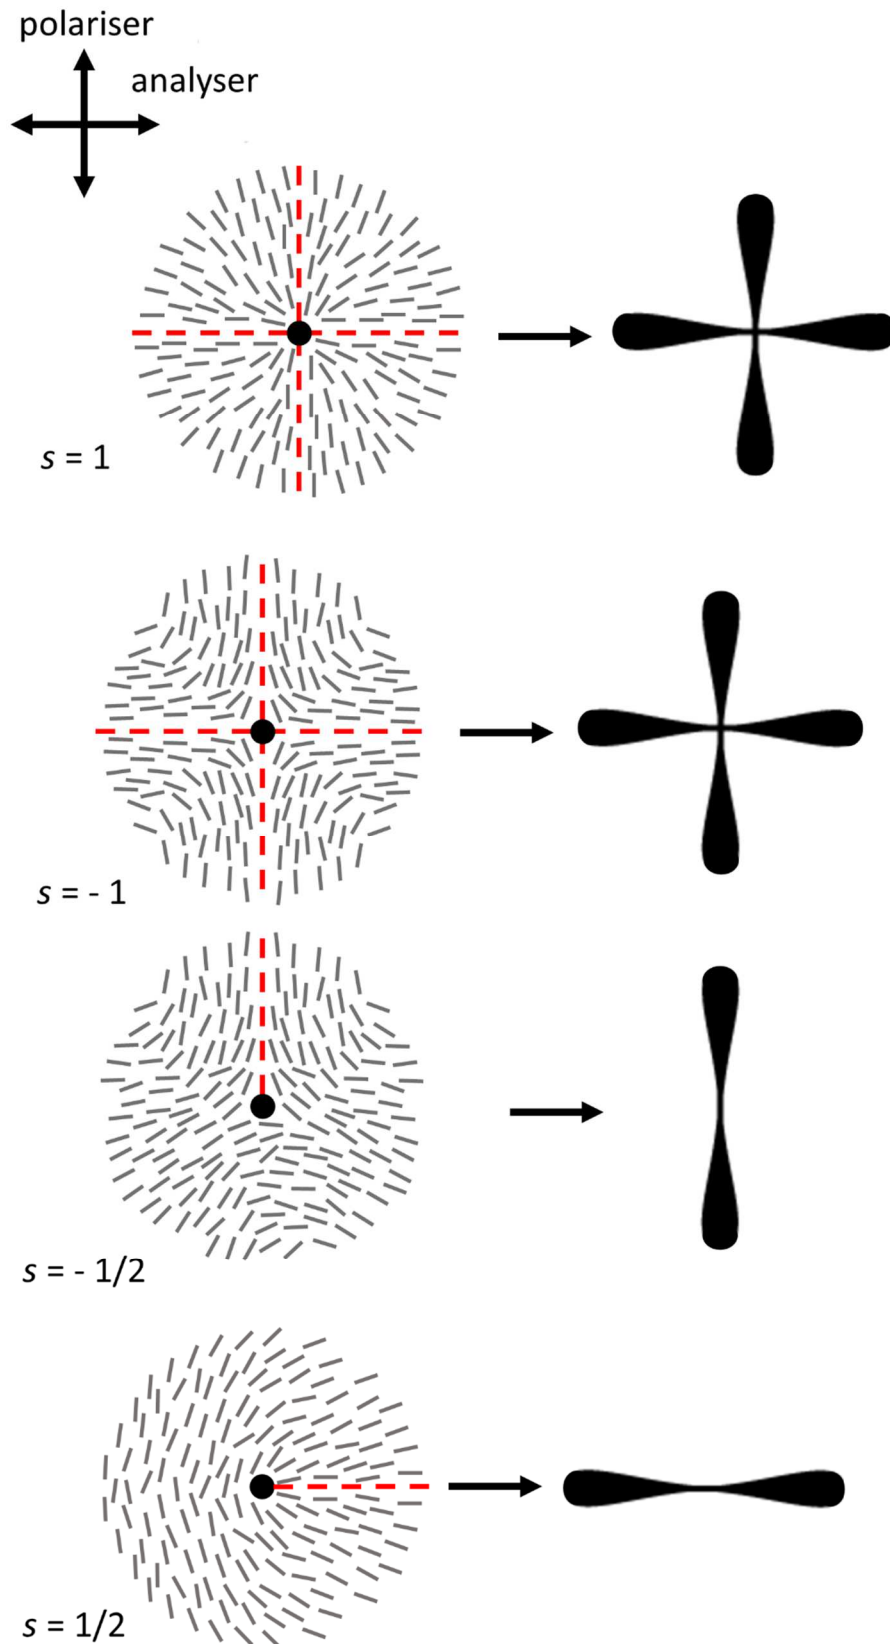 polariser
analyser
s = 1
s = - 1
s = - 1/2
s = 1/2